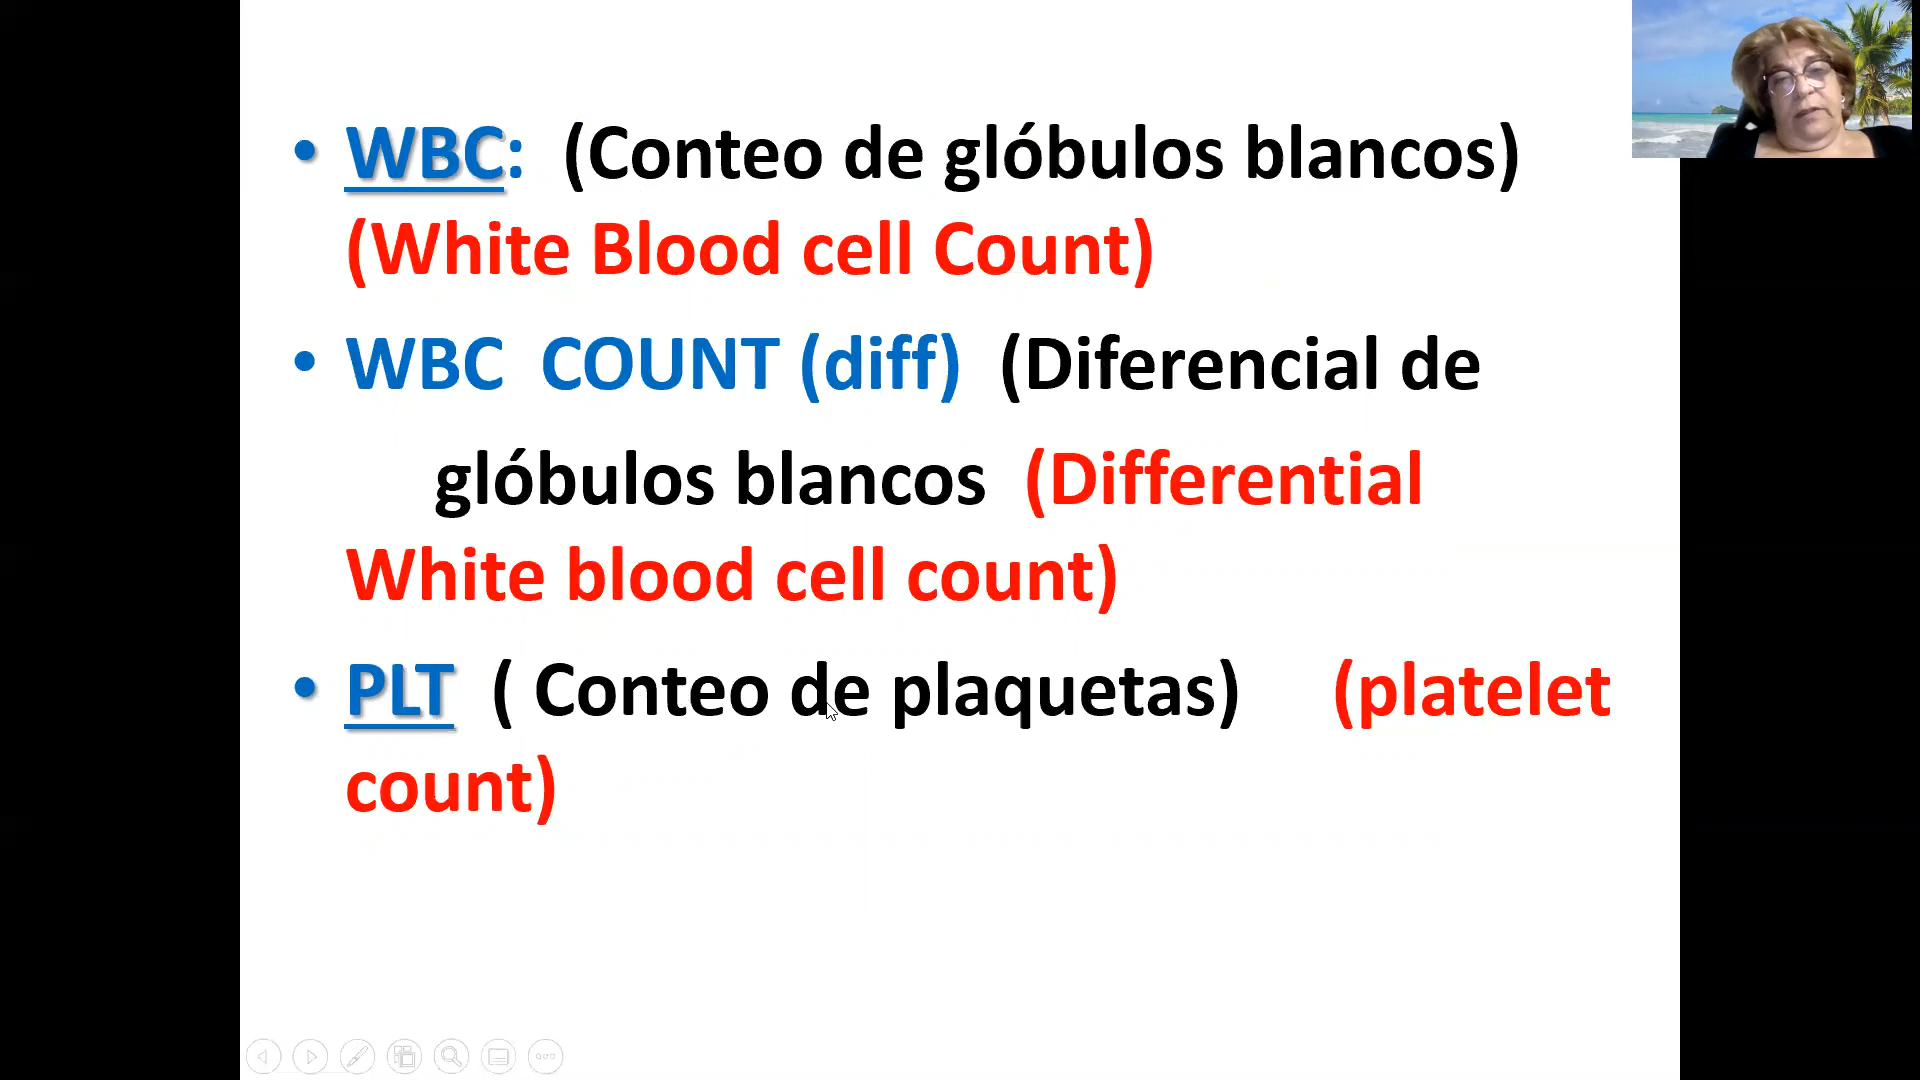 • WBC: (Conteo de glóbulos blancos)
(White Blood cell Count)
• WBC COUNT (diff) (Diferencial de
glóbulos blancos (Differential
White blood cell count)
• PLT ( Conteo de plaquetas) (platelet
count)